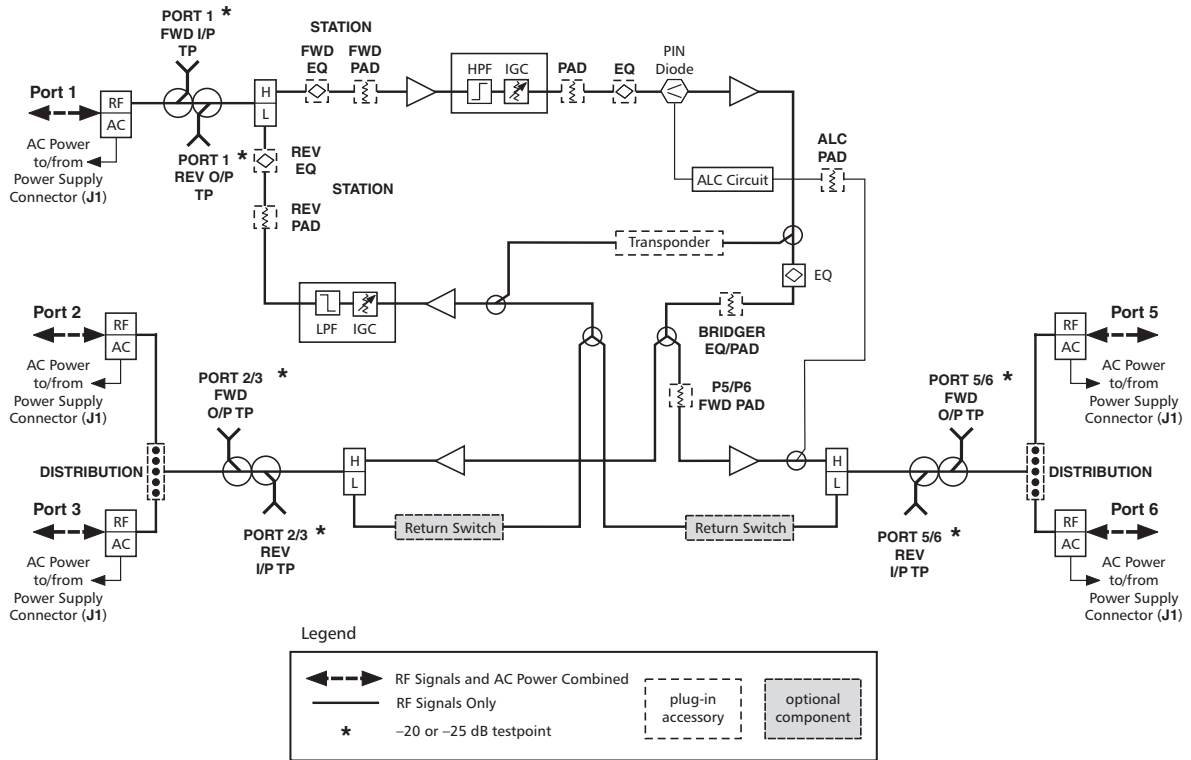 PORT 1 *
FWD I/P
TP
STATION
FWD
EQ
FWD
PAD
HPF IGC
PAD
EQ
PIN
Diode
Port 1
RF
AC
H
L
AC Power
to/from
Power Supply
Connector (J1)
PORT 1 *
REV O/P
TP
REV
EQ
STATION
REV
PAD
ALC
PAD
ALC Circuit
Transponder
EQ
LPF IGC
BRIDGER
EQ/PAD
Port 2
RF
AC
AC Power
to/from
Power Supply
Connector (J1)
PORT 2/3 *
FWD
O/P TP
P5/P6
FWD PAD
PORT 5/6 *
FWD
O/P TP
Port 5
RF
AC
AC Power
to/from
Power Supply
Connector (J1)
DISTRIBUTION
H
L
H
L
DISTRIBUTION
Port 3
RF
AC
AC Power
to/from
Power Supply
Connector (J1)
PORT 2/3 *
REV
I/P TP
Return Switch
Return Switch
PORT 5/6 *
REV
I/P TP
Port 6
RF
AC
AC Power
to/from
Power Supply
Connector (J1)
Legend
RF Signals and AC Power Combined
RF Signals Only
* –20 or –25 dB testpoint
plug-in
accessory
optional
component